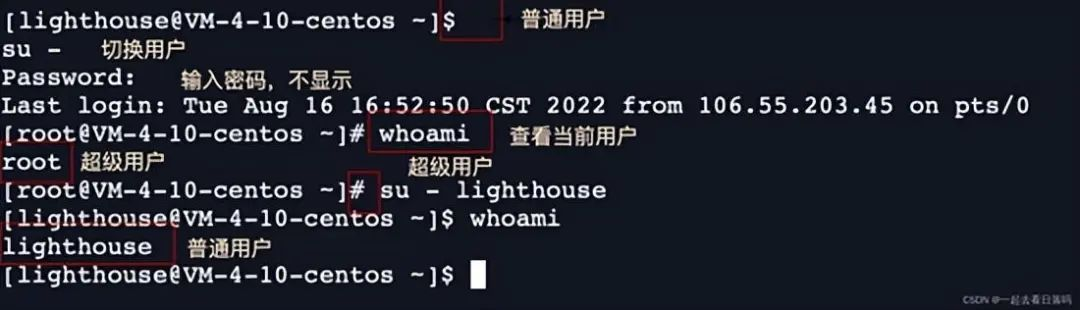 [lighthouse@VM-4-10-centos ~]$ 普通用户
su - 切换用户
Password: 输入密码，不显示
Last login: Tue Aug 16 16:52:50 CST 2022 from 106.55.203.45 on pts/0
[root@VM-4-10-centos ~]# whoami 查看当前用户
root 超级用户 超级用户
[root@VM-4-10-centos ~]# su - lighthouse
[lighthouse@VM-4-10-centos ~]$ whoami
lighthouse 普通用户
[lighthouse@VM-4-10-centos ~]$
CSDN @一起去看日落吗